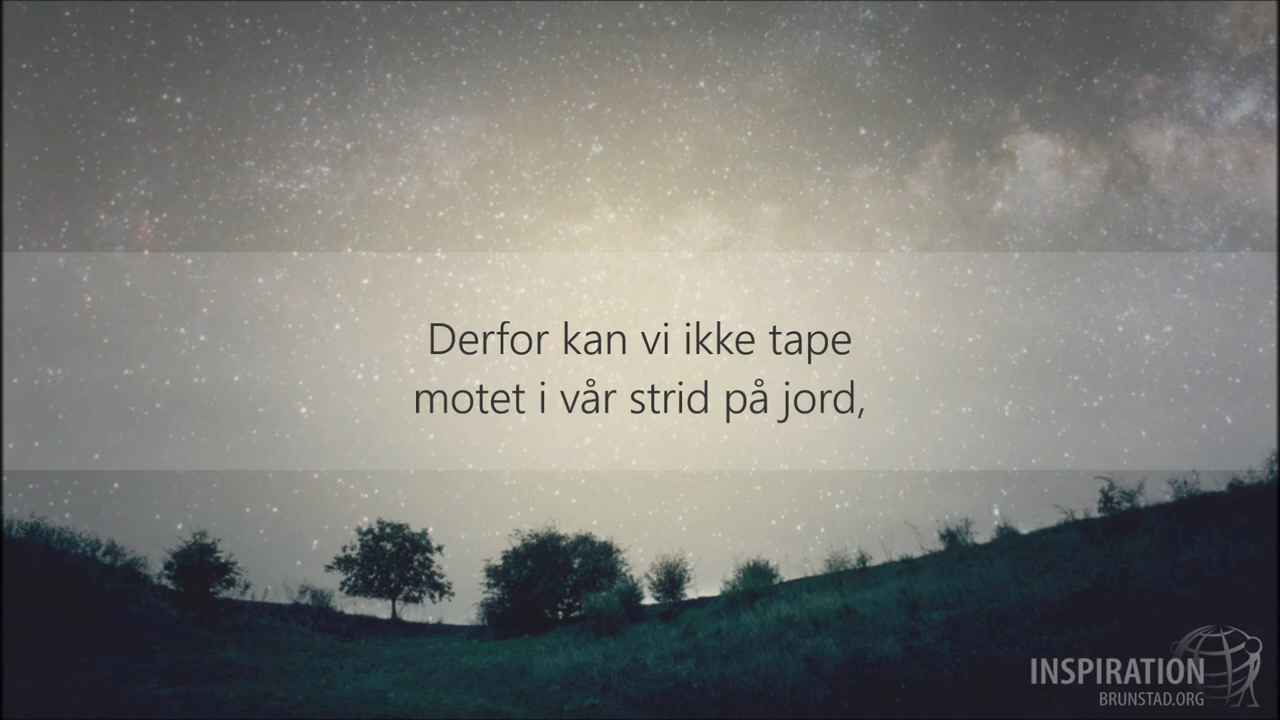 Derfor kan vi ikke tape
motet i vår strid på jord,
INSPIRATION
BRUNSTAD.ORG